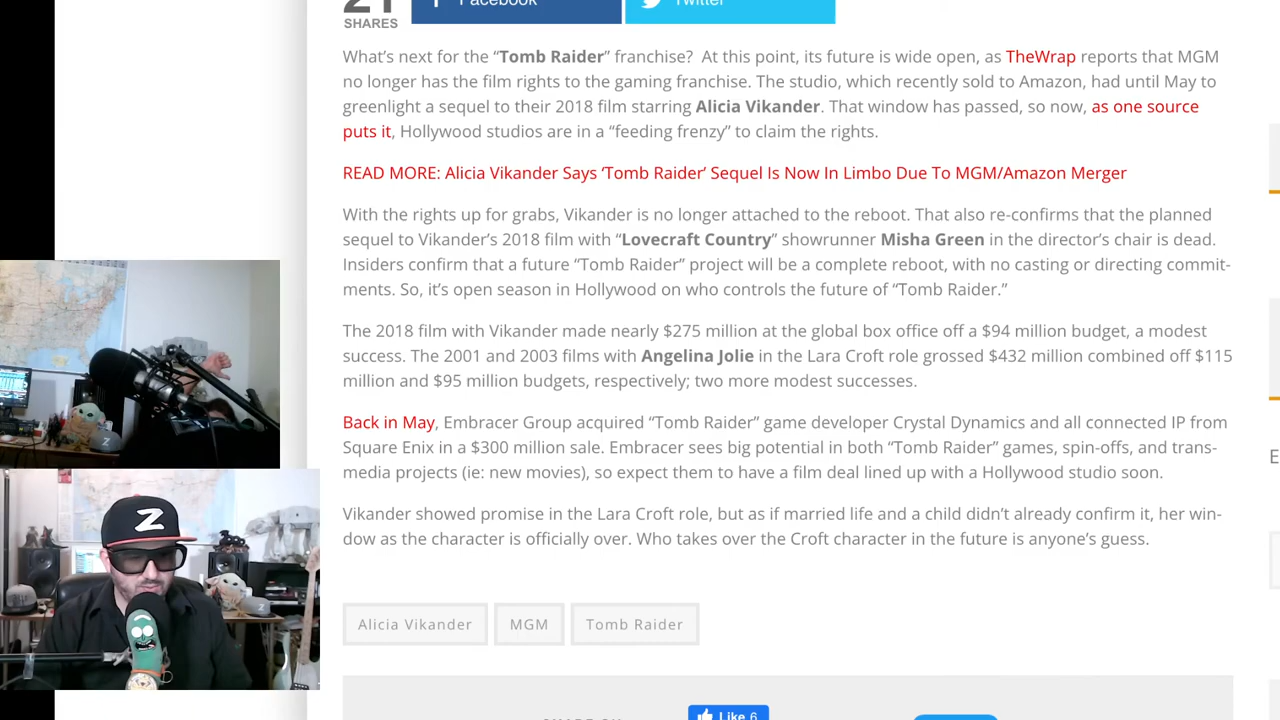 21
SHARES
Facebook
Twitter
What's next for the “Tomb Raider” franchise?  At this point, its future is wide open, as TheWrap reports that MGM
no longer has the film rights to the gaming franchise. The studio, which recently sold to Amazon, had until May to
greenlight a sequel to their 2018 film starring Alicia Vikander. That window has passed, so now, as one source
puts it, Hollywood studios are in a “feeding frenzy” to claim the rights.
READ MORE: Alicia Vikander Says ‘Tomb Raider’ Sequel Is Now In Limbo Due To MGM/Amazon Merger
With the rights up for grabs, Vikander is no longer attached to the reboot. That also re-confirms that the planned
sequel to Vikander's 2018 film with “Lovecraft Country” showrunner Misha Green in the director's chair is dead.
Insiders confirm that a future “Tomb Raider” project will be a complete reboot, with no casting or directing commit-
ments. So, it's open season in Hollywood on who controls the future of “Tomb Raider.”
The 2018 film with Vikander made nearly $275 million at the global box office off a $94 million budget, a modest
success. The 2001 and 2003 films with Angelina Jolie in the Lara Croft role grossed $432 million combined off $115
million and $95 million budgets, respectively; two more modest successes.
Back in May, Embracer Group acquired “Tomb Raider” game developer Crystal Dynamics and all connected IP from
Square Enix in a $300 million sale. Embracer sees big potential in both “Tomb Raider” games, spin-offs, and trans-
media projects (ie: new movies), so expect them to have a film deal lined up with a Hollywood studio soon.
Vikander showed promise in the Lara Croft role, but as if married life and a child didn't already confirm it, her win-
dow as the character is officially over. Who takes over the Croft character in the future is anyone's guess.
Alicia Vikander
MGM
Tomb Raider
Like 6
E
Z